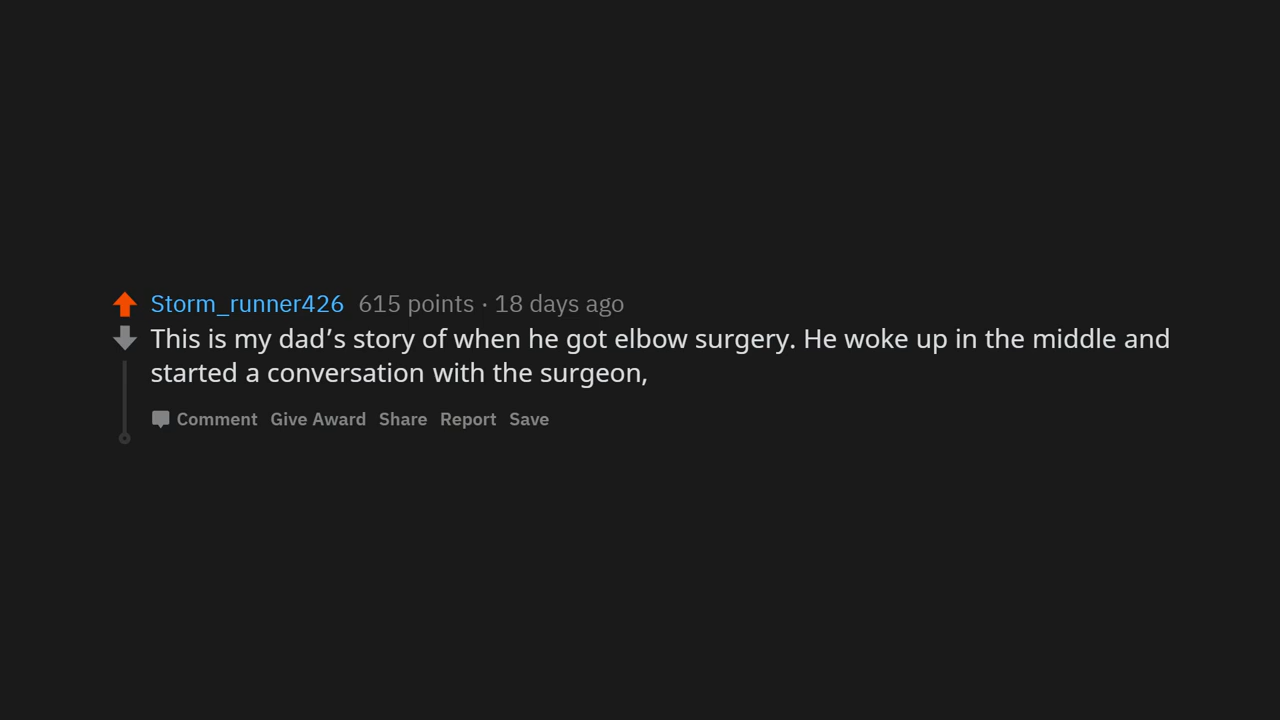 Storm_runner426 615 points · 18 days ago
This is my dad’s story of when he got elbow surgery. He woke up in the middle and
started a conversation with the surgeon,
Comment Give Award Share Report Save